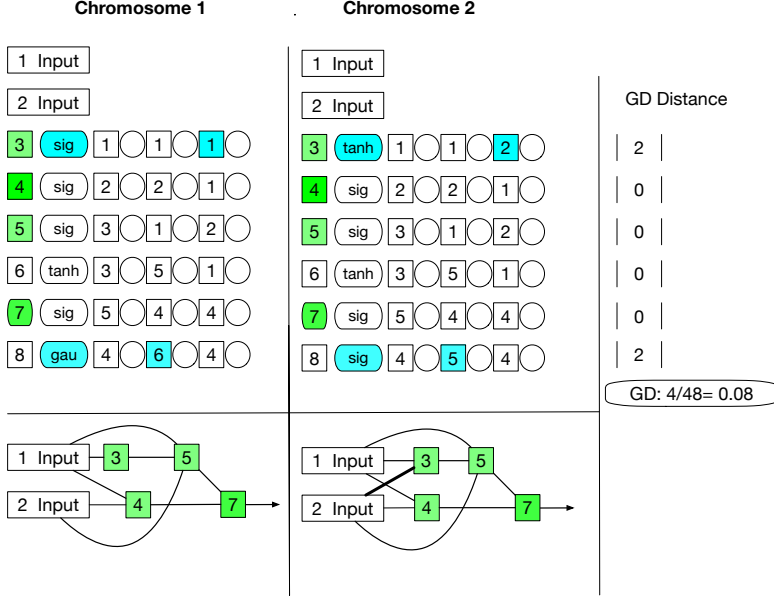 Chromosome 1
Chromosome 2
1 Input
1 Input
2 Input
2 Input
GD Distance
3 sig 1 1 1
3 tanh 1 1 2
2
4 sig 2 2 1
4 sig 2 2 1
0
5 sig 3 1 2
5 sig 3 1 2
0
6 tanh 3 5 1
6 tanh 3 5 1
0
7 sig 5 4 4
7 sig 5 4 4
0
8 gau 4 6 4
8 sig 4 5 4
2
GD: 4/48= 0.08
1 Input 3 5
1 Input 3 5
2 Input 4 7
2 Input 4 7